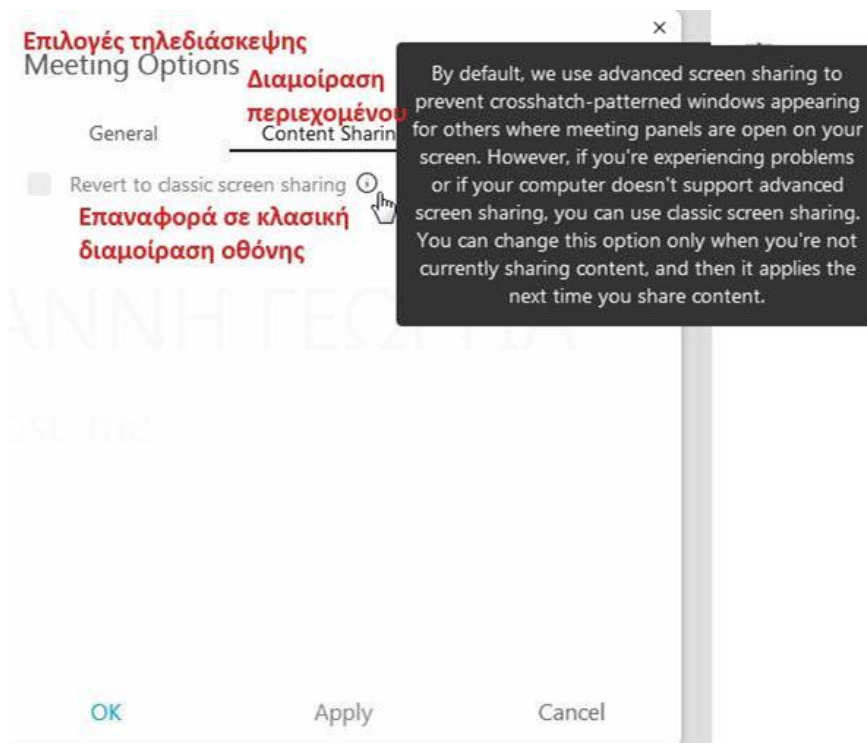 Επιλογές τηλεδιάσκεψης
Meeting Options
Διαμοίραση
περιεχομένου
General
Content Sharin
Revert to classic screen sharing
Επαναφορά σε κλασική
διαμοίραση οθόνης
By default, we use advanced screen sharing to
prevent crosshatch-patterned windows appearing
for others where meeting panels are open on your
screen. However, if you're experiencing problems
or if your computer doesn't support advanced
screen sharing, you can use classic screen sharing.
You can change this option only when you're not
currently sharing content, and then it applies the
next time you share content.
ΑΝΝΗ ΓΕΩΡΓΙΑ
ost, me
OK
Apply
Cancel